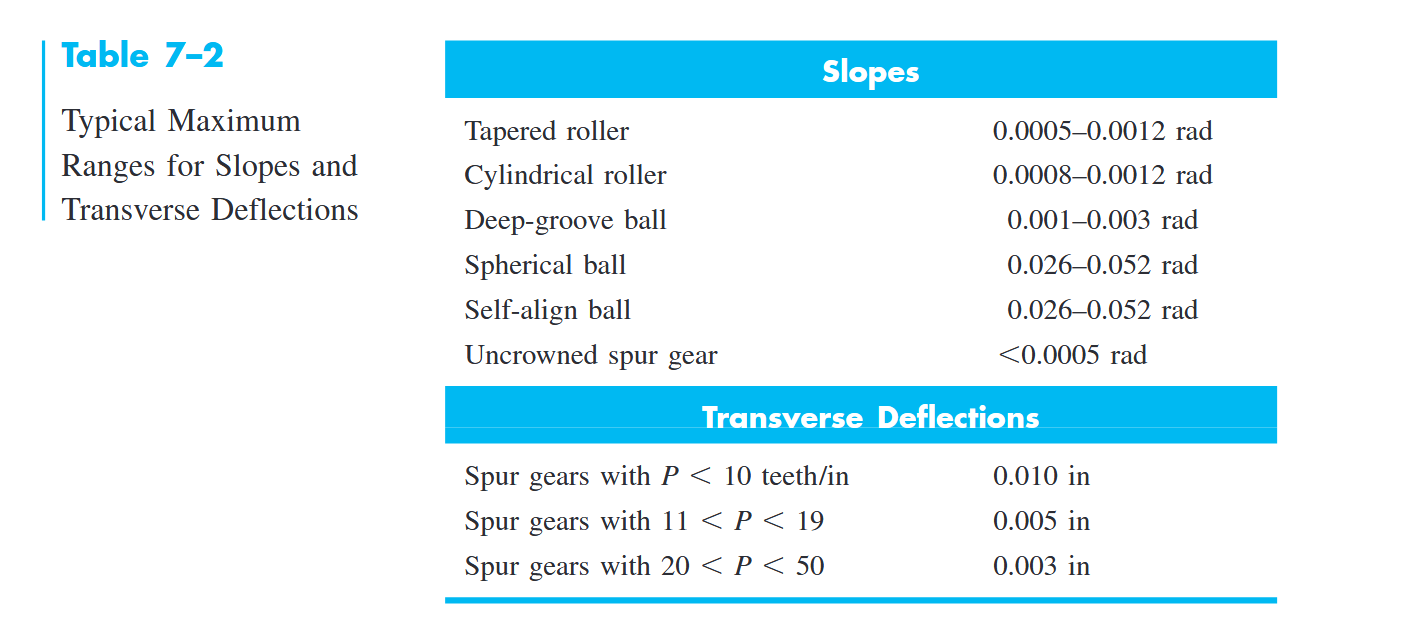 Table 7–2
Typical Maximum
Ranges for Slopes and
Transverse Deflections
Slopes
Tapered roller 0.0005–0.0012 rad
Cylindrical roller 0.0008–0.0012 rad
Deep-groove ball 0.001–0.003 rad
Spherical ball 0.026–0.052 rad
Self-align ball 0.026–0.052 rad
Uncrowned spur gear <0.0005 rad
Transverse Deflections
Spur gears with P < 10 teeth/in 0.010 in
Spur gears with 11 < P < 19 0.005 in
Spur gears with 20 < P < 50 0.003 in